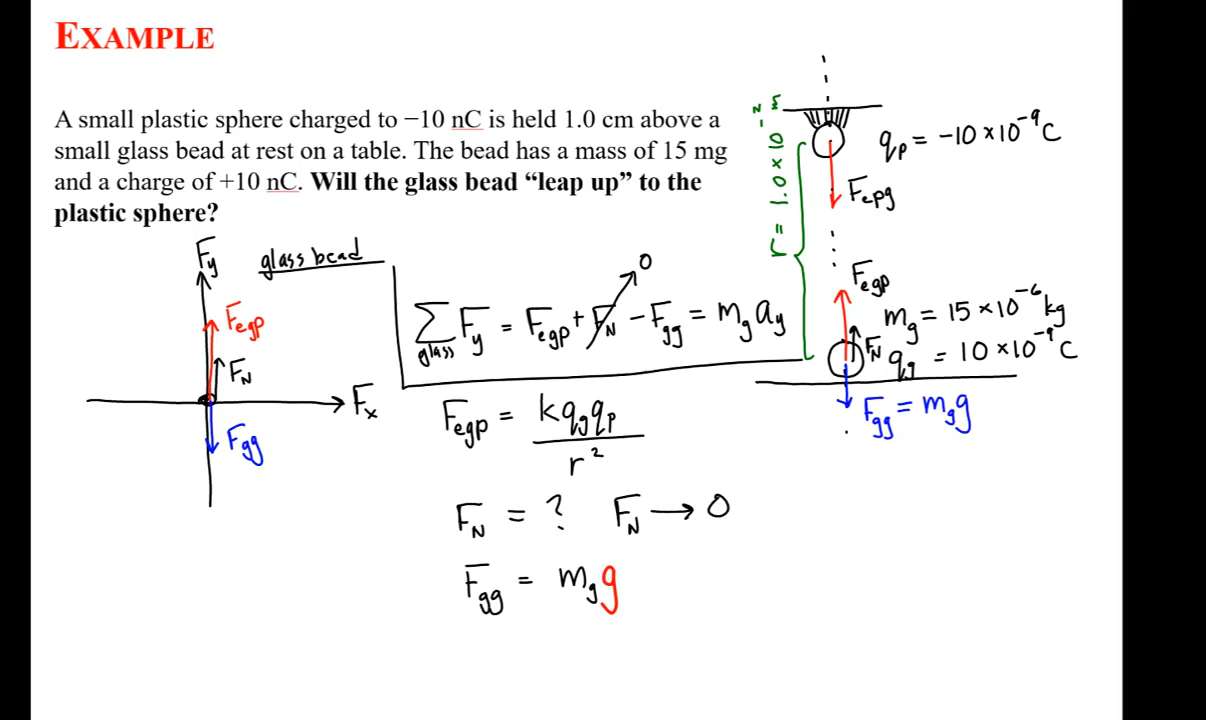 EXAMPLE
A small plastic sphere charged to −10 nC is held 1.0 cm above a
small glass bead at rest on a table. The bead has a mass of 15 mg
and a charge of +10 nC. Will the glass bead “leap up” to the
plastic sphere?
r = 1.0 × 10⁻² m
qₚ = −10 × 10⁻⁹ C
Fepg
Fegp
mg = 15 × 10⁻⁶ kg
FN
qg = 10 × 10⁻⁹ C
Fgg = mgg
Fy
glass bead
Fegp
FN
Fx
Fgg
∑glass Fy = Fegp + FN − Fgg = mg ay
0
Fegp = kqgqp / r²
FN = ? FN → 0
Fgg = mgg